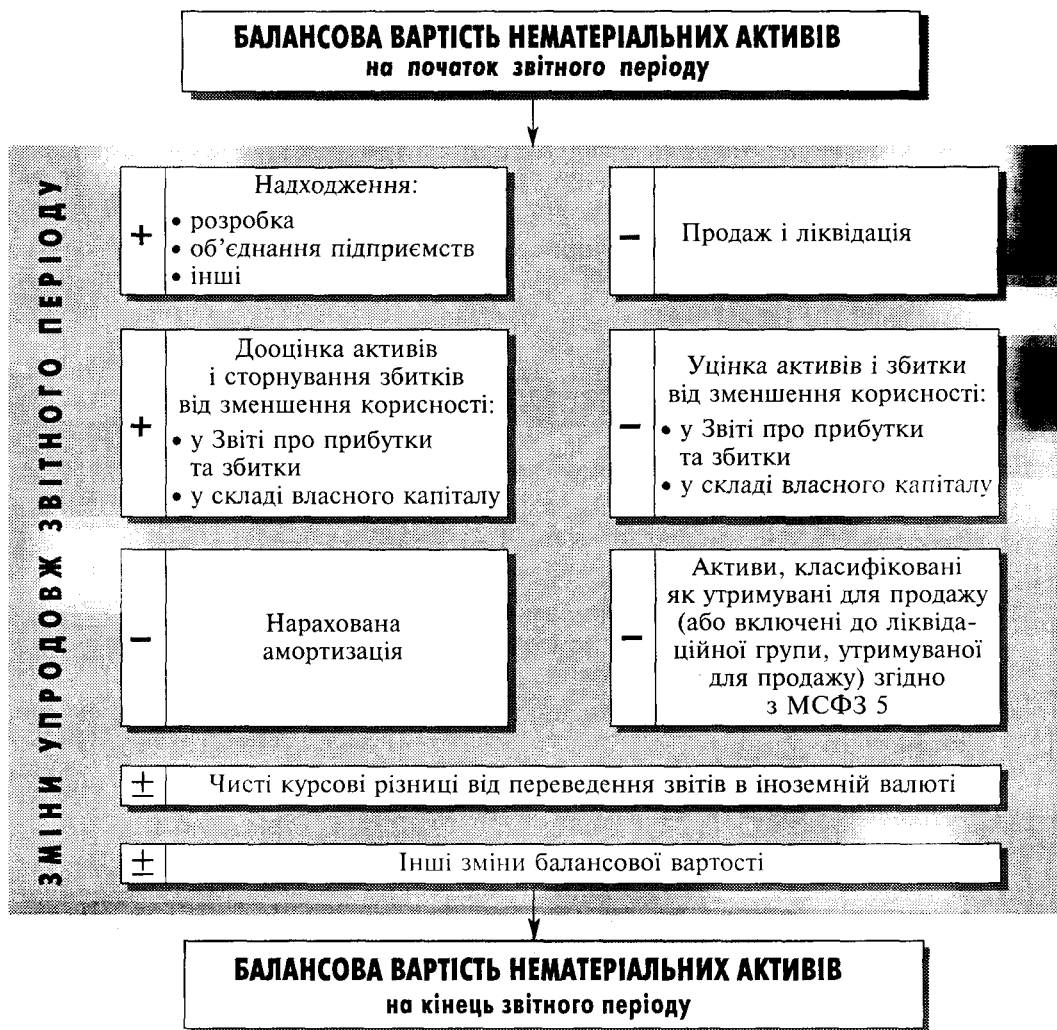 БАЛАНСОВА ВАРТІСТЬ НЕМАТЕРІАЛЬНИХ АКТИВІВ
на початок звітного періоду
ЗМІНИ УПРОДОВЖ ЗВІТНОГО ПЕРІОДУ
+
Надходження:
• розробка
• об’єднання підприємств
• інші
−
Продаж і ліквідація
+
Дооцінка активів
і сторнування збитків
від зменшення корисності:
• у Звіті про прибутки
та збитки
• у складі власного капіталу
−
Уцінка активів і збитки
від зменшення корисності:
• у Звіті про прибутки
та збитки
• у складі власного капіталу
−
Нарахована
амортизація
−
Активи, класифіковані
як утримувані для продажу
(або включені до ліквіда-
ційної групи, утримуваної
для продажу) згідно
з МСФЗ 5
±
Чисті курсові різниці від переведення звітів в іноземній валюті
±
Інші зміни балансової вартості
БАЛАНСОВА ВАРТІСТЬ НЕМАТЕРІАЛЬНИХ АКТИВІВ
на кінець звітного періоду